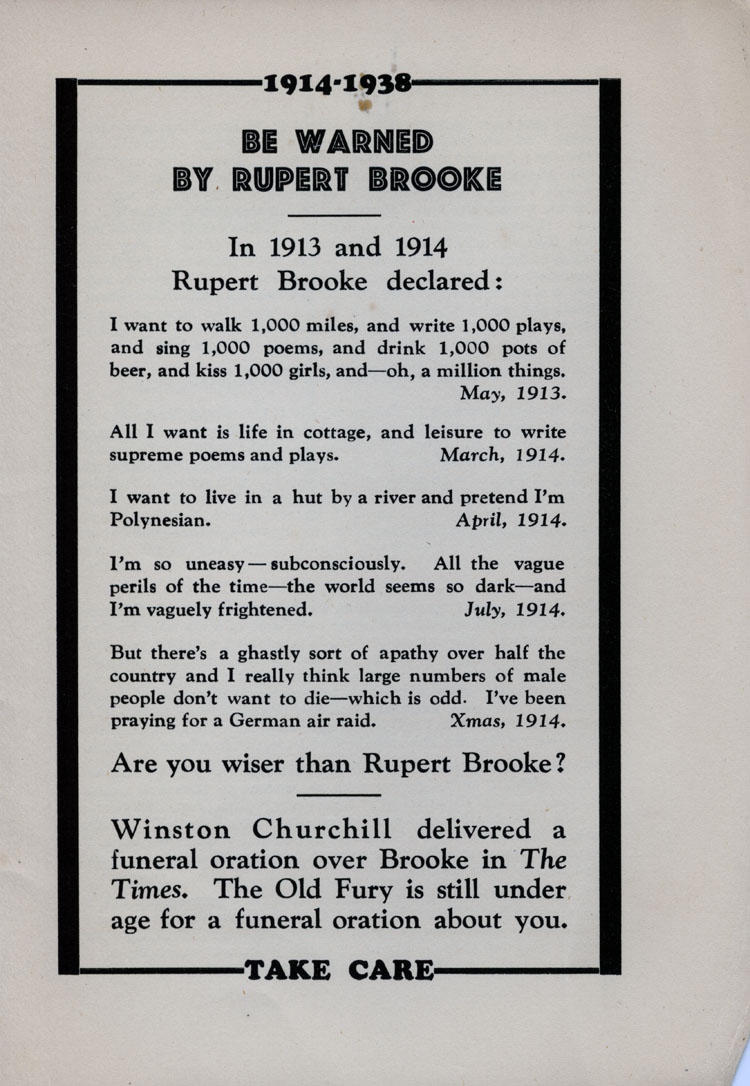 1914-1938
BE WARNED
BY RUPERT BROOKE
In 1913 and 1914
Rupert Brooke declared:
I want to walk 1,000 miles, and write 1,000 plays,
and sing 1,000 poems, and drink 1,000 pots of
beer, and kiss 1,000 girls, and—oh, a million things.
May, 1913.
All I want is life in cottage, and leisure to write
supreme poems and plays. March, 1914.
I want to live in a hut by a river and pretend I'm
Polynesian. April, 1914.
I'm so uneasy—subconsciously. All the vague
perils of the time—the world seems so dark—and
I'm vaguely frightened. July, 1914.
But there's a ghastly sort of apathy over half the
country and I really think large numbers of male
people don't want to die—which is odd. I've been
praying for a German air raid. Xmas, 1914.
Are you wiser than Rupert Brooke?
Winston Churchill delivered a
funeral oration over Brooke in The
Times. The Old Fury is still under
age for a funeral oration about you.
TAKE CARE